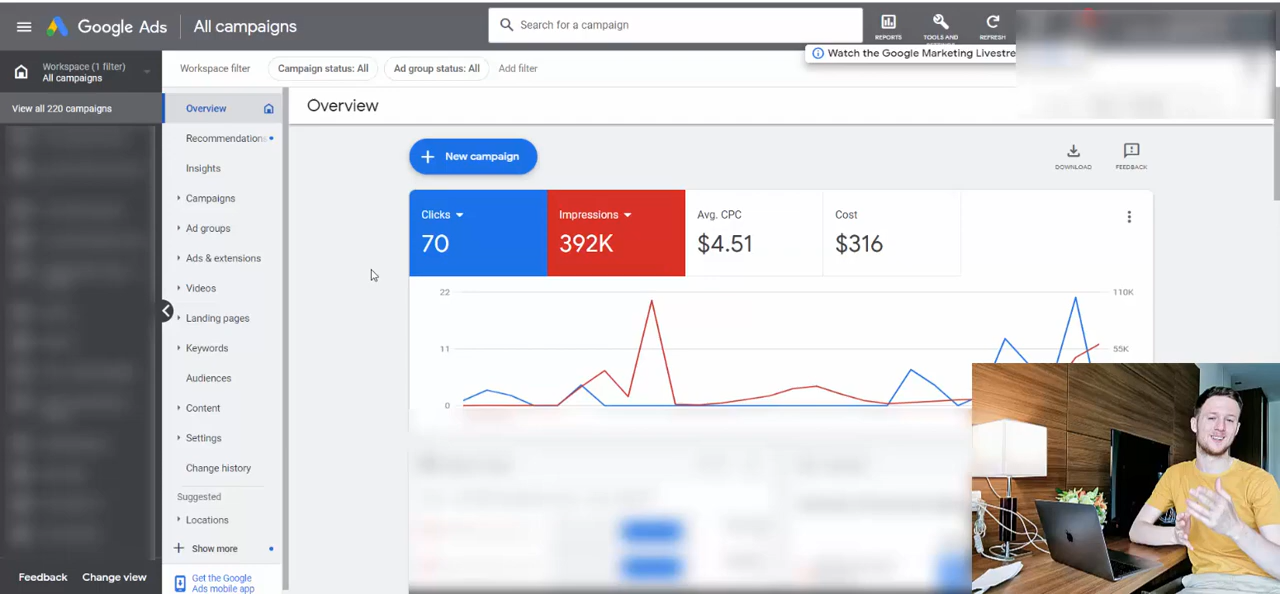 Google Ads
All campaigns
Search for a campaign
REPORTS
TOOLS AND
REFRESH
Watch the Google Marketing Livestre
Workspace (1 filter)
All campaigns
Workspace filter
Campaign status: All
Ad group status: All
Add filter
View all 220 campaigns
Overview
Recommendations
Insights
Campaigns
Ad groups
Ads & extensions
Videos
Landing pages
Keywords
Audiences
Content
Settings
Change history
Suggested
Locations
Show more
Get the Google
Ads mobile app
Feedback
Change view
Overview
New campaign
DOWNLOAD
FEEDBACK
Clicks
70
Impressions
392K
Avg. CPC
$4.51
Cost
$316
22
110K
11
55K
0